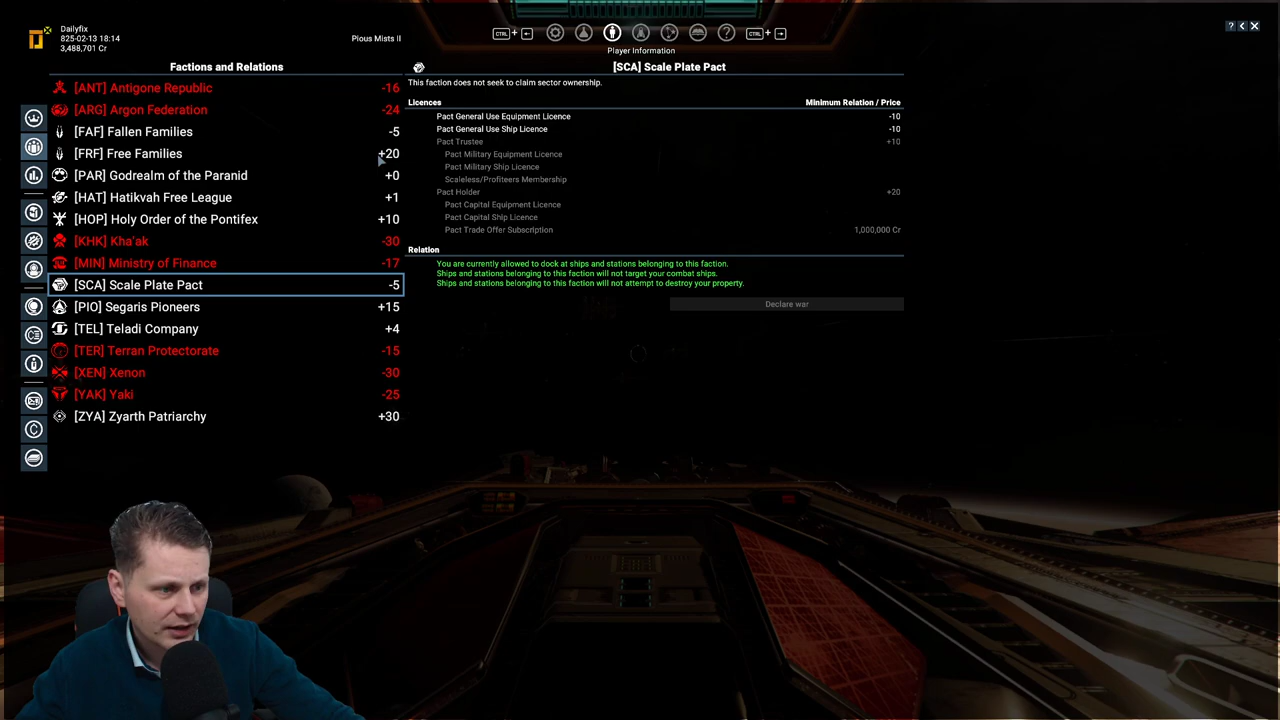 Dailyfix
825-02-13 18:14
3,488,701 Cr
Pious Mists II
CTRL +
CTRL +
Player Information
? <
Factions and Relations
[ANT] Antigone Republic -16
[ARG] Argon Federation -24
[FAF] Fallen Families -5
[FRF] Free Families +20
[PAR] Godrealm of the Paranid +0
[HAT] Hatikvah Free League +1
[HOP] Holy Order of the Pontifex +10
[KHK] Kha'ak -30
[MIN] Ministry of Finance -17
[SCA] Scale Plate Pact -5
[PIO] Segaris Pioneers +15
[TEL] Teladi Company +4
[TER] Terran Protectorate -15
[XEN] Xenon -30
[YAK] Yaki -25
[ZYA] Zyarth Patriarchy +30
[SCA] Scale Plate Pact
This faction does not seek to claim sector ownership.
Licences Minimum Relation / Price
Pact General Use Equipment Licence -10
Pact General Use Ship Licence -10
Pact Trustee +10
Pact Military Equipment Licence
Pact Military Ship Licence
Scaleless/Profiteers Membership
Pact Holder +20
Pact Capital Equipment Licence
Pact Capital Ship Licence
Pact Trade Offer Subscription 1,000,000 Cr
Relation
You are currently allowed to dock at ships and stations belonging to this faction.
Ships and stations belonging to this faction will not target your combat ships.
Ships and stations belonging to this faction will not attempt to destroy your property.
Declare war